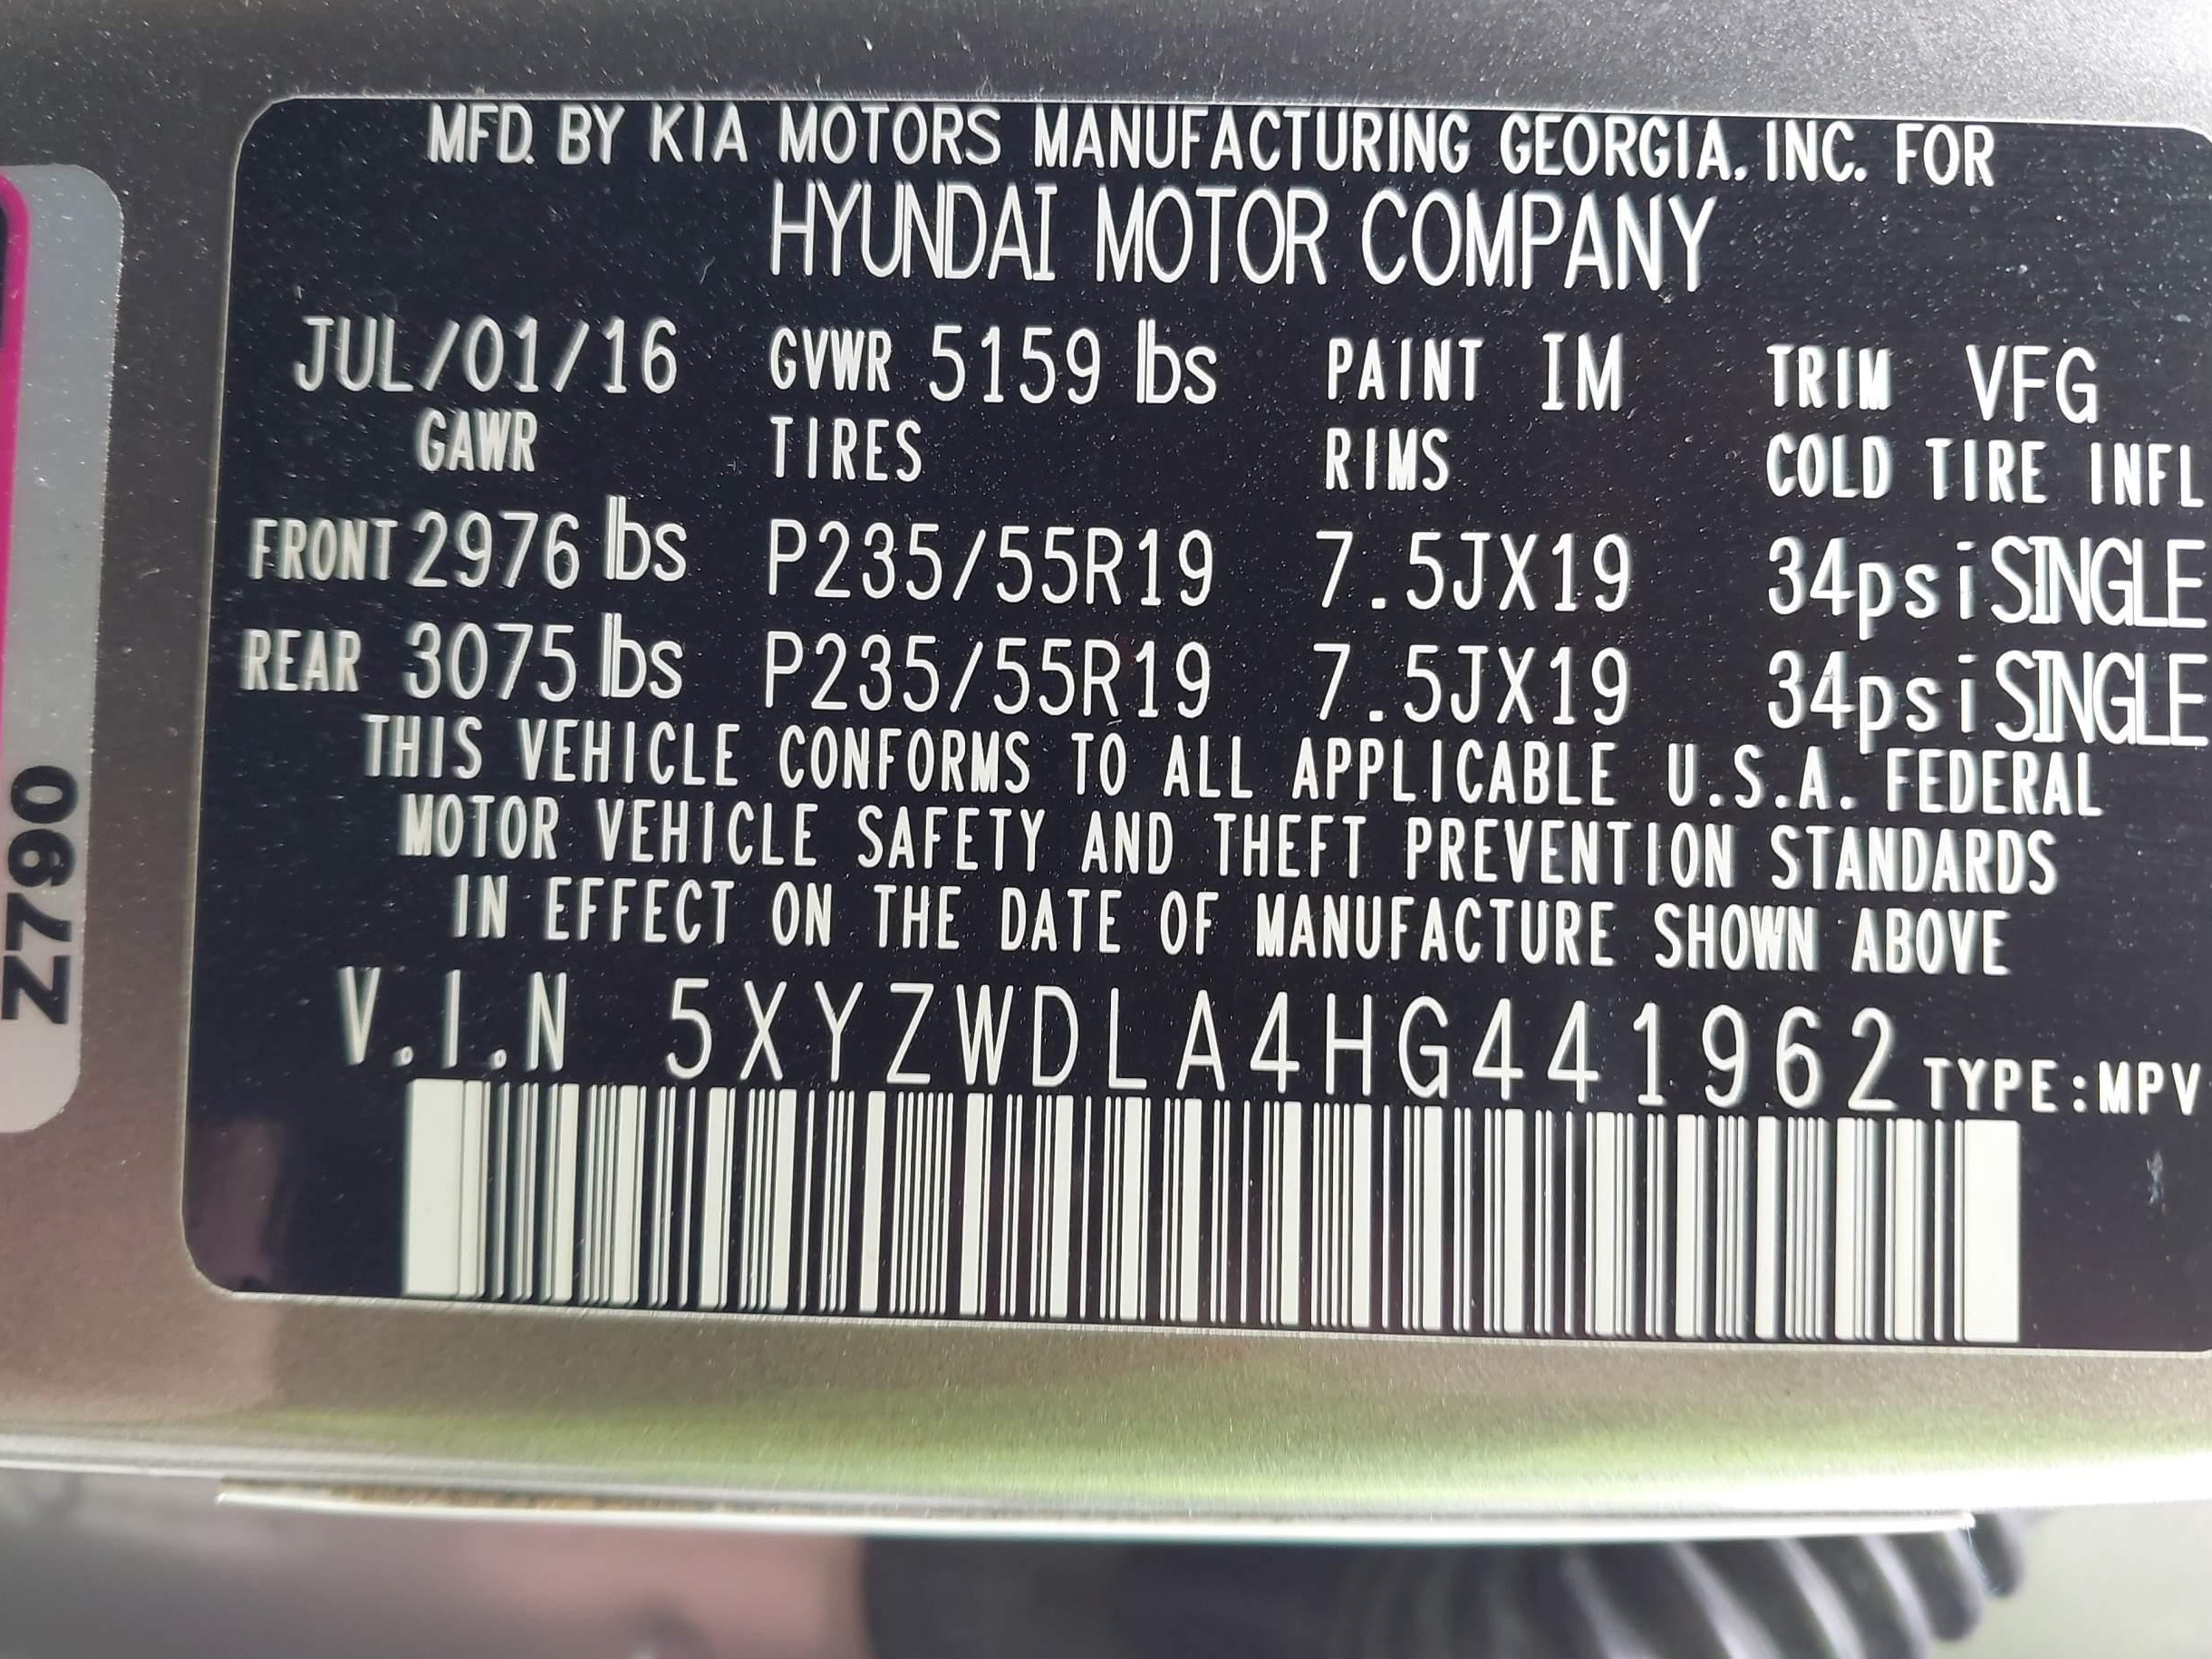 MFD. BY KIA MOTORS MANUFACTURING GEORGIA, INC. FOR
HYUNDAI MOTOR COMPANY
JUL/01/16 GVWR 5159 lbs PAINT IM TRIM VFG
GAWR TIRES RIMS COLD TIRE INFL
FRONT 2976 lbs P235/55R19 7.5JX19 34psi SINGLE
REAR 3075 lbs P235/55R19 7.5JX19 34psi SINGLE
THIS VEHICLE CONFORMS TO ALL APPLICABLE U.S.A. FEDERAL
MOTOR VEHICLE SAFETY AND THEFT PREVENTION STANDARDS
IN EFFECT ON THE DATE OF MANUFACTURE SHOWN ABOVE
V.I.N 5XYZWDLA4HG441962 TYPE:MPV
Z790